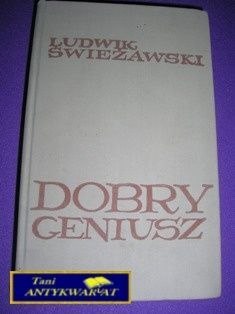 LUDWIK
ŚWIEŻAWSKI
DOBRY
GENIUSZ
Tani
ANTYKWARIAT